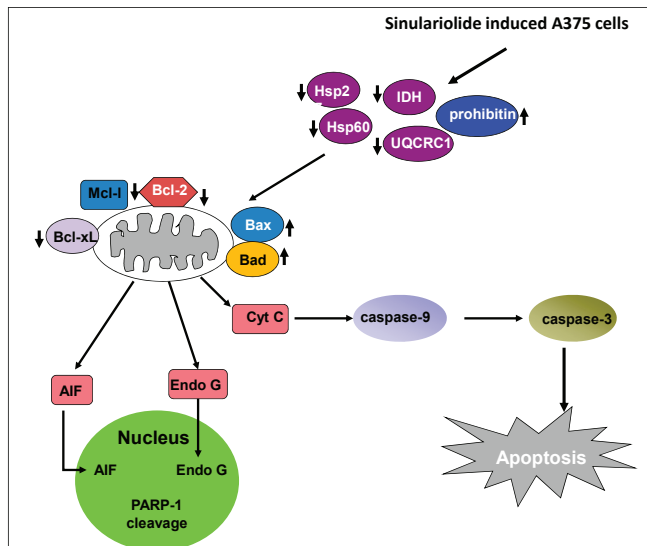 Sinulariolide induced A375 cells
Hsp2
IDH
prohibitin
Hsp60
UQCRC1
Mcl-I
Bcl-2
Bcl-xL
Bax
Bad
Cyt C
caspase-9
caspase-3
AIF
Endo G
Nucleus
AIF
Endo G
Apoptosis
PARP-1
cleavage